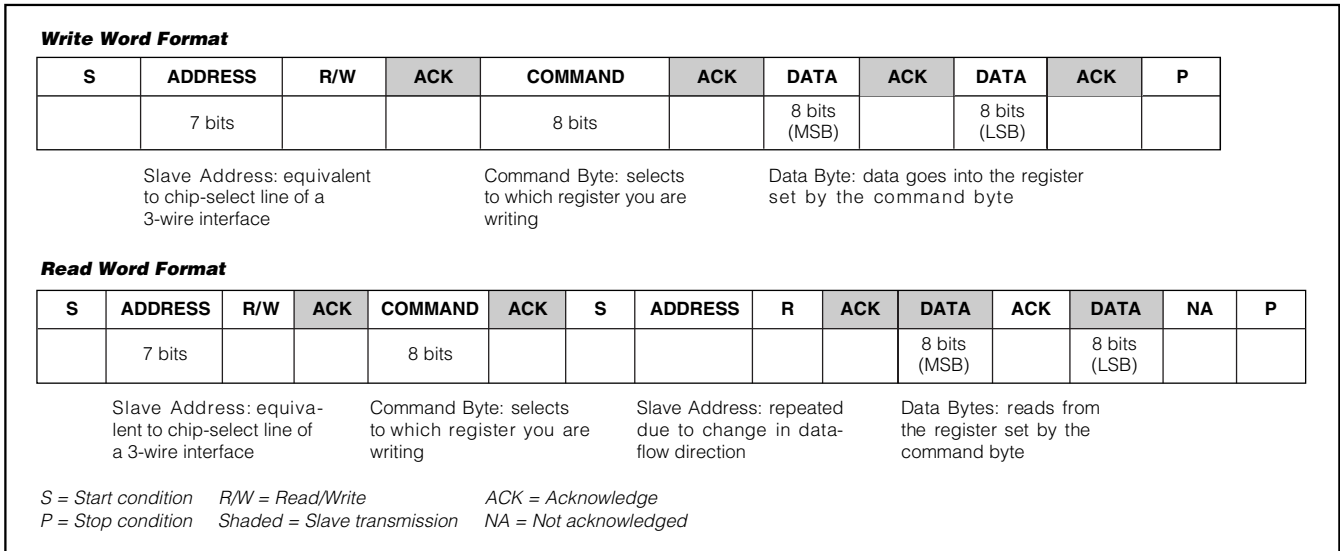 Write Word Format
S ADDRESS R/W ACK COMMAND ACK DATA ACK DATA ACK P
7 bits 8 bits 8 bits (MSB) 8 bits (LSB)
Slave Address: equivalent
to chip-select line of a
3-wire interface
Command Byte: selects
to which register you are
writing
Data Byte: data goes into the register
set by the command byte
Read Word Format
S ADDRESS R/W ACK COMMAND ACK S ADDRESS R ACK DATA ACK DATA NA P
7 bits 8 bits 8 bits (MSB) 8 bits (LSB)
Slave Address: equiva-
lent to chip-select line of
a 3-wire interface
Command Byte: selects
to which register you are
writing
Slave Address: repeated
due to change in data-
flow direction
Data Bytes: reads from
the register set by the
command byte
S = Start condition R/W = Read/Write ACK = Acknowledge
P = Stop condition Shaded = Slave transmission NA = Not acknowledged